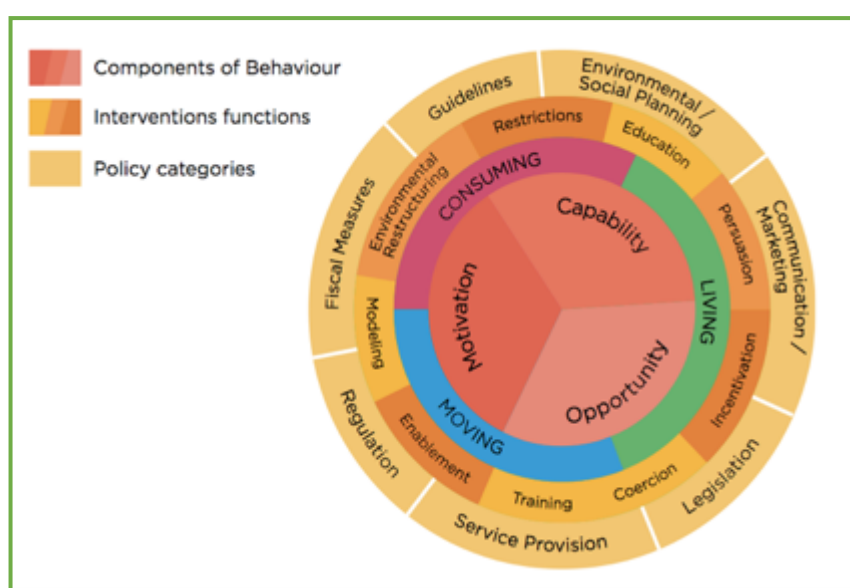 Components of Behaviour
Interventions functions
Policy categories
Guidelines
Environmental /
Social Planning
Communication /
Marketing
Legislation
Service Provision
Regulation
Fiscal Measures
Restrictions
Education
Persuasion
Incentivation
Coercion
Training
Enablement
Modeling
Environmental
Restructuring
CONSUMING
LIVING
MOVING
Capability
Opportunity
Motivation